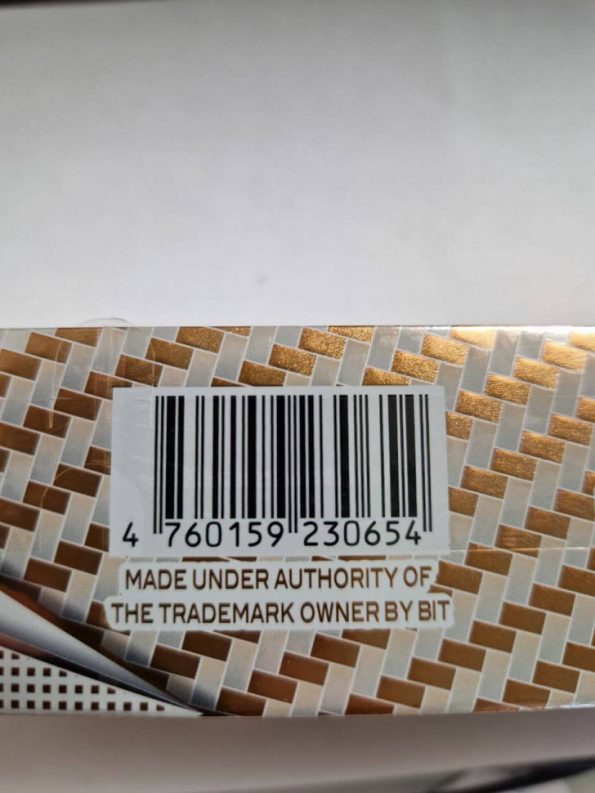 4 760159 230654
MADE UNDER AUTHORITY OF
THE TRADEMARK OWNER BY BIT